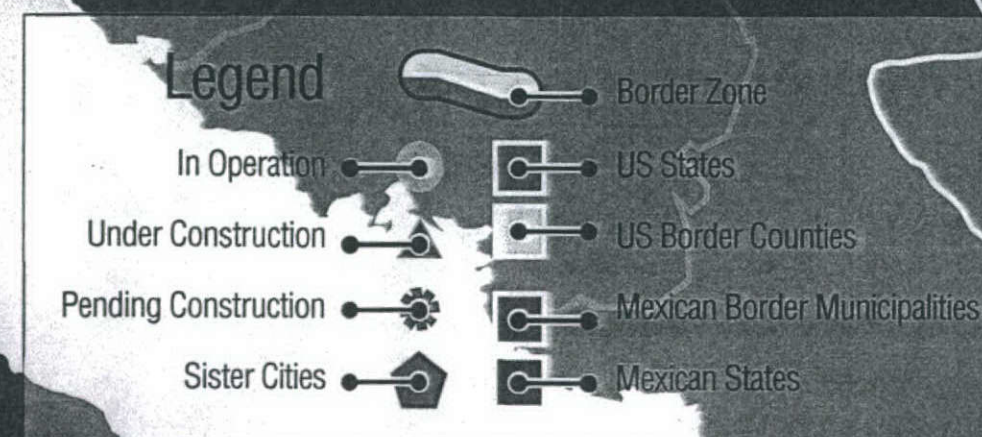 Legend
Border Zone
In Operation
US States
Under Construction
US Border Counties
Pending Construction
Mexican Border Municipalities
Sister Cities
Mexican States